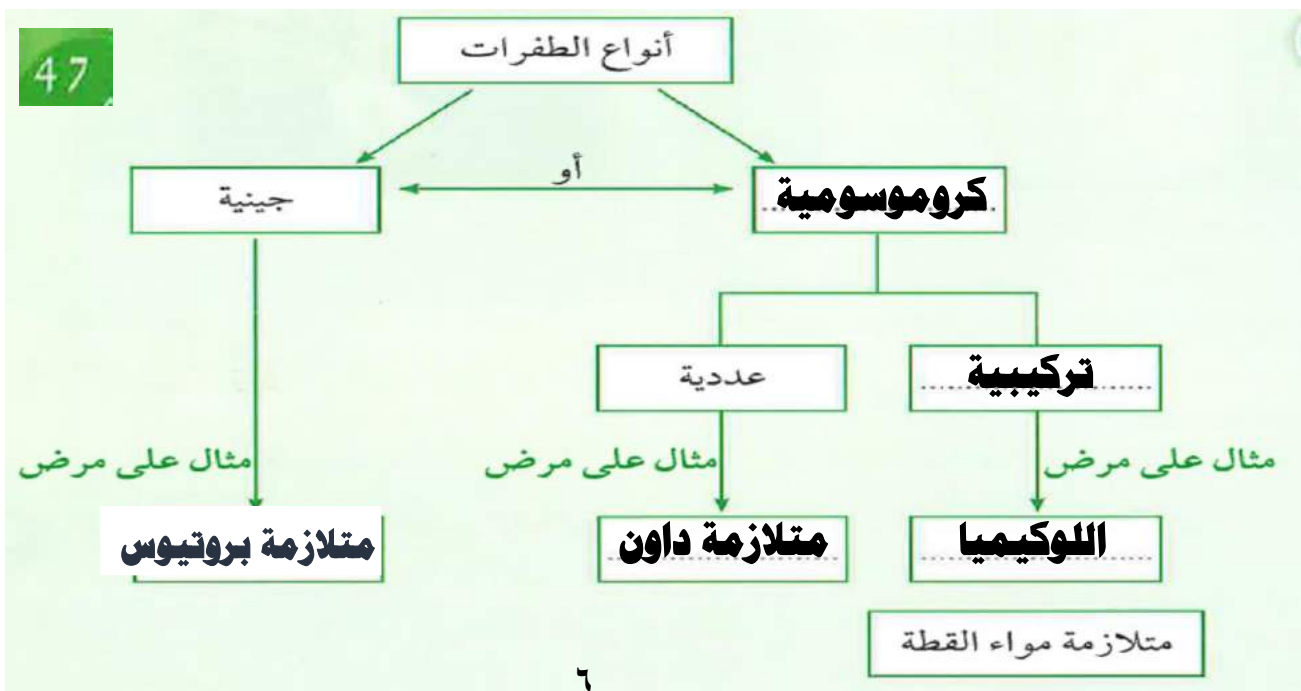 47
أنواع الطفرات
أو
كروموسومية
جينية
تركيبية
عددية
مثال على مرض
مثال على مرض
مثال على مرض
اللوكيميا
متلازمة داون
متلازمة بروتيوس
متلازمة مواء القطة
٦